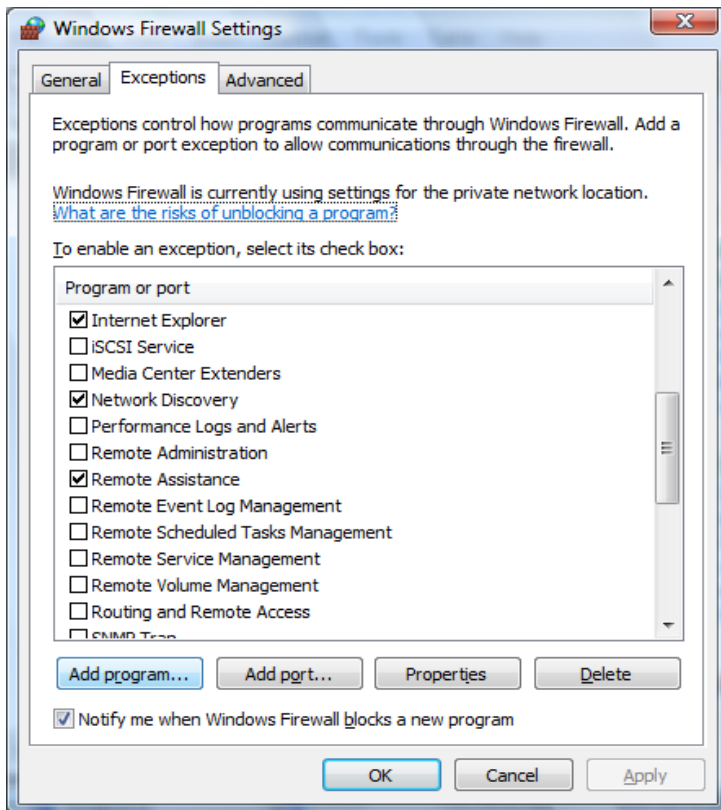 Windows Firewall Settings
General Exceptions Advanced
Exceptions control how programs communicate through Windows Firewall. Add a
program or port exception to allow communications through the firewall.
Windows Firewall is currently using settings for the private network location.
What are the risks of unblocking a program?
To enable an exception, select its check box:
Program or port
Internet Explorer
iSCSI Service
Media Center Extenders
Network Discovery
Performance Logs and Alerts
Remote Administration
Remote Assistance
Remote Event Log Management
Remote Scheduled Tasks Management
Remote Service Management
Remote Volume Management
Routing and Remote Access
SNMP Trap
Add program... Add port... Properties Delete
Notify me when Windows Firewall blocks a new program
OK Cancel Apply